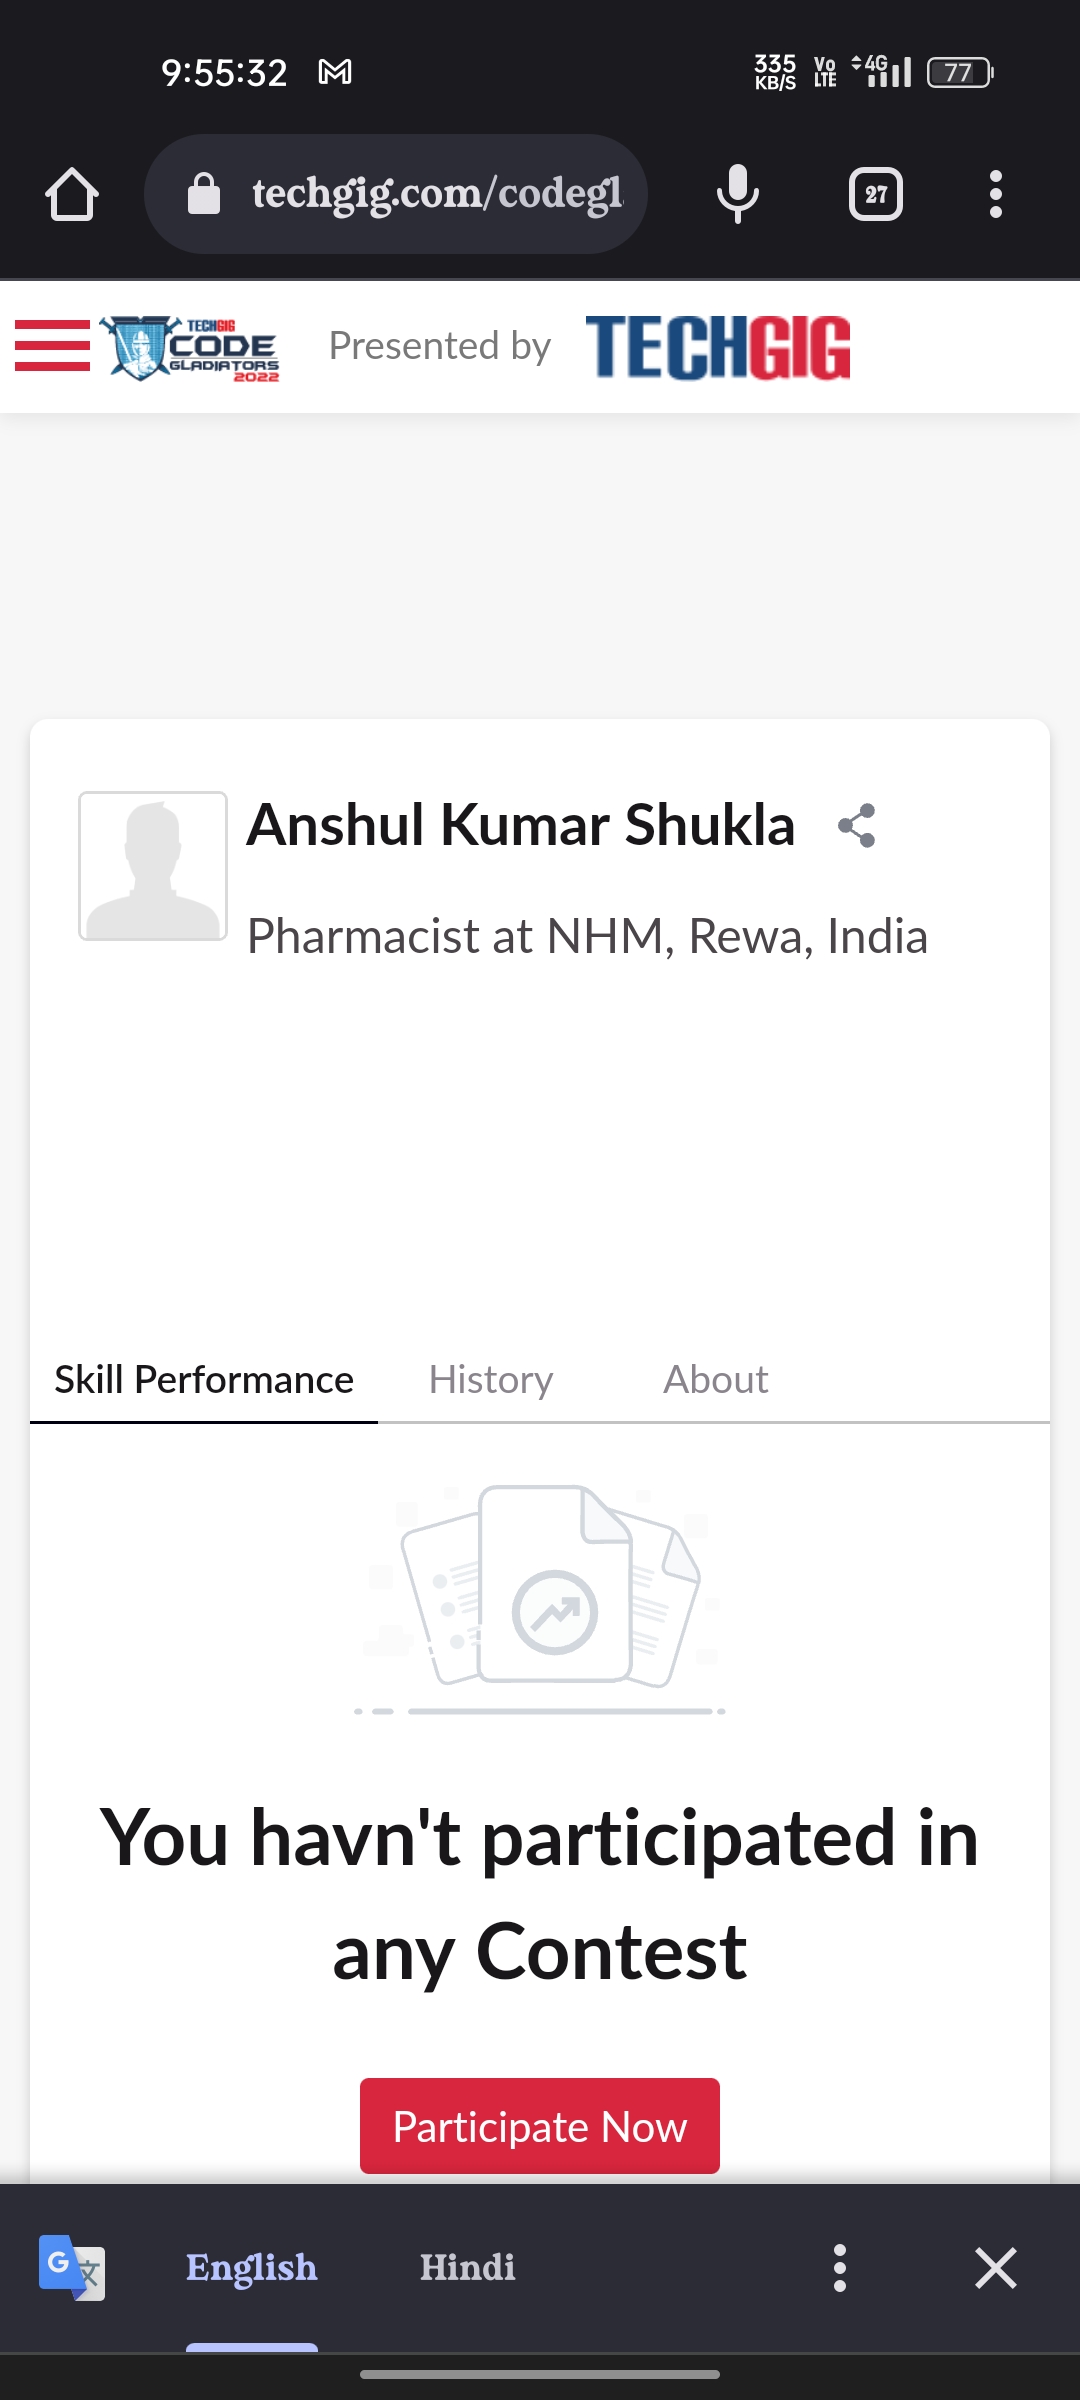 9:55:32
335 KB/S Vo LTE 4G 77
techgig.com/codegl
27
TECHGIG
CODE
GLADIATORS
2022
Presented by TECHGIG
Anshul Kumar Shukla
Pharmacist at NHM, Rewa, India
Skill Performance History About
You havn't participated in
any Contest
Participate Now
G 文 English Hindi